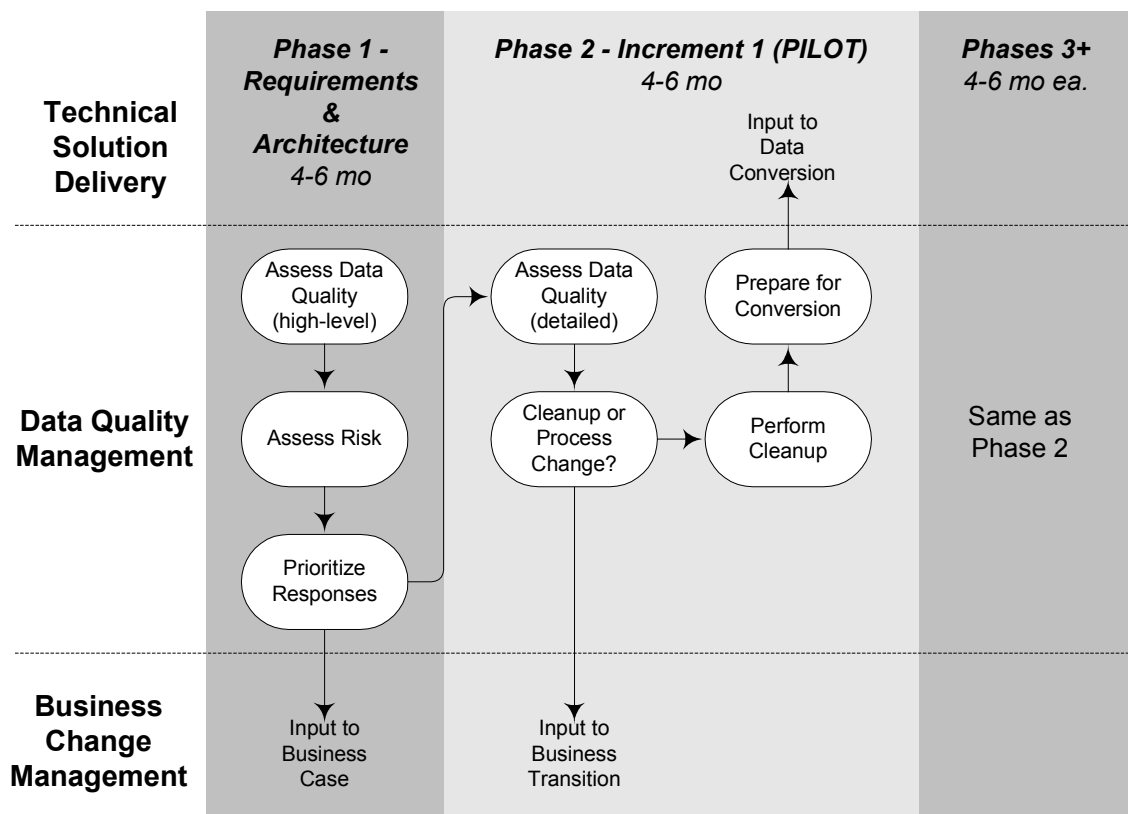 Phase 1 -
Requirements
&
Architecture
4-6 mo
Phase 2 - Increment 1 (PILOT)
4-6 mo
Phases 3+
4-6 mo ea.
Technical
Solution
Delivery
Input to
Data
Conversion
Data Quality
Management
Assess Data
Quality
(high-level)
Assess Risk
Prioritize
Responses
Assess Data
Quality
(detailed)
Cleanup or
Process
Change?
Prepare for
Conversion
Perform
Cleanup
Same as
Phase 2
Business
Change
Management
Input to
Business
Case
Input to
Business
Transition